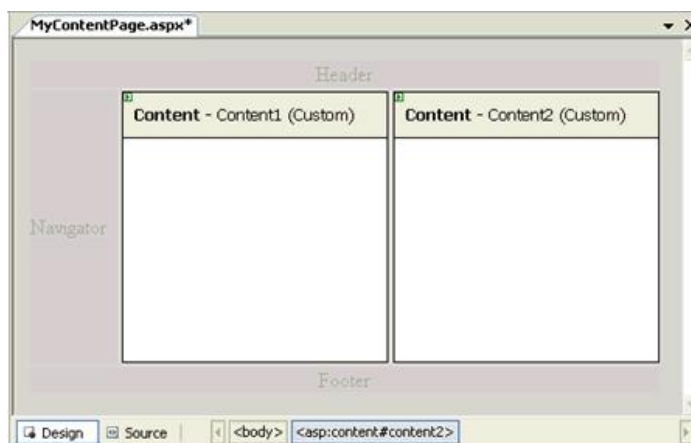 MyContentPage.aspx*
Header
Content - Content1 (Custom)
Content - Content2 (Custom)
Navigator
Footer
Design
Source
<body>
<asp:content#content2>